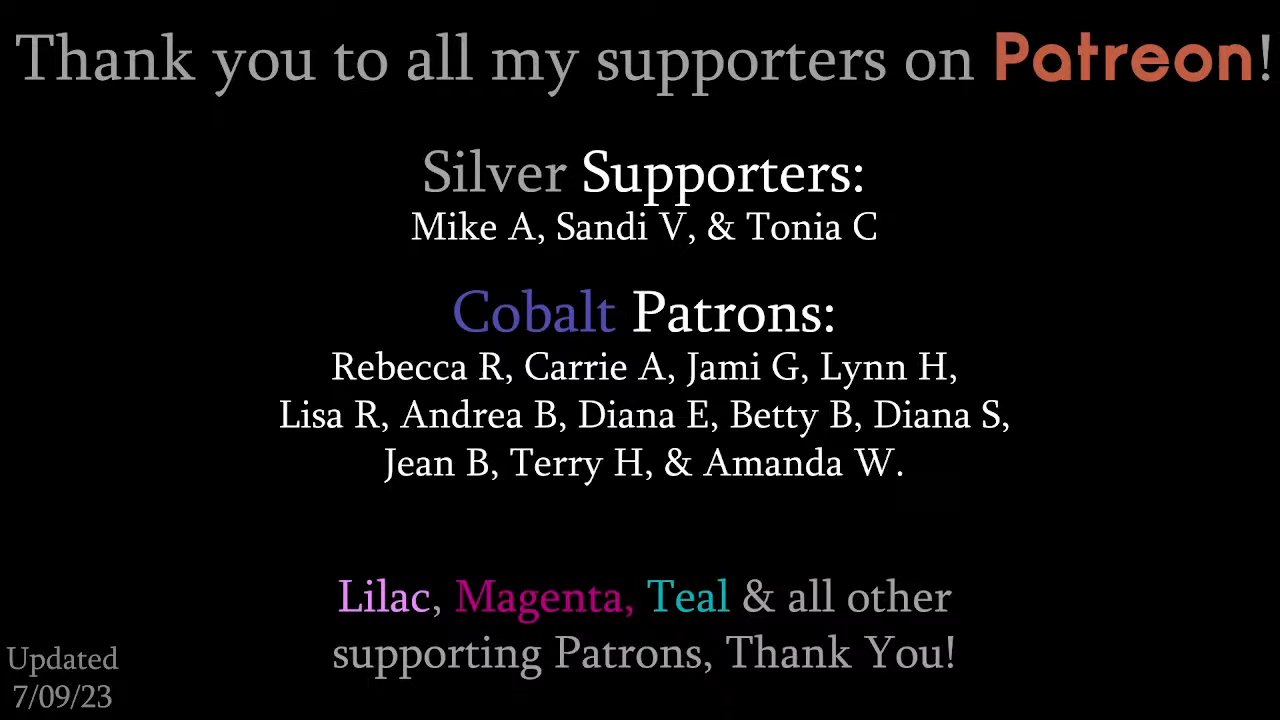 Thank you to all my supporters on Patreon!
Silver Supporters:
Mike A, Sandi V, & Tonia C
Cobalt Patrons:
Rebecca R, Carrie A, Jami G, Lynn H,
Lisa R, Andrea B, Diana E, Betty B, Diana S,
Jean B, Terry H, & Amanda W.
Lilac, Magenta, Teal & all other
supporting Patrons, Thank You!
Updated
7/09/23